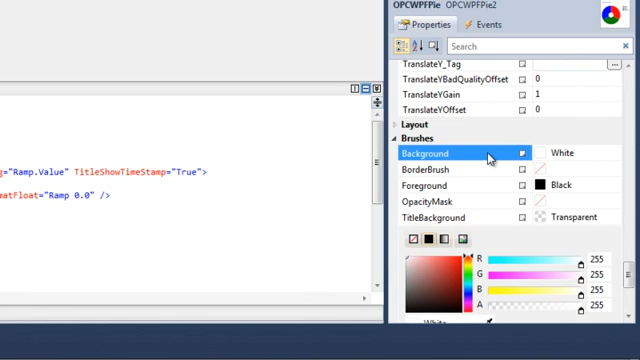 OPCWPFPie OPCWPFPie2
Properties Events
Search
TranslateY_Tag ...
TranslateYBadQualityOffset 0
TranslateYGain 1
TranslateYOffset 0
Layout
Brushes
Background White
BorderBrush
Foreground Black
OpacityMask
TitleBackground Transparent
R 255
G 255
B 255
A 255
White
g="Ramp.Value" TitleShowTimeStamp="True">
matFloat="Ramp 0.0" />